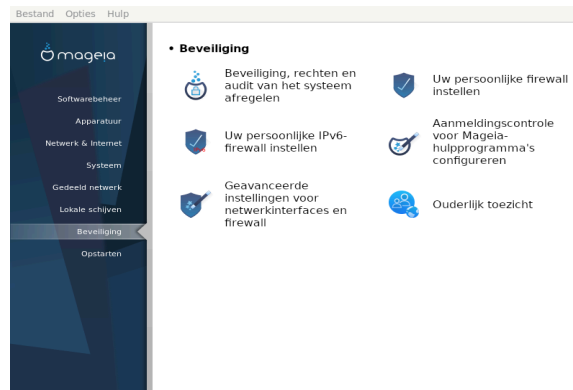 Bestand Opties Hulp
mageia
Softwarebeheer
Apparatuur
Netwerk & Internet
Systeem
Gedeeld netwerk
Lokale schijven
Beveiliging
Opstarten
• Beveiliging
Beveiliging, rechten en
audit van het systeem
afregelen
Uw persoonlijke firewall
instellen
Uw persoonlijke IPv6-
firewall instellen
Aanmeldingscontrole
voor Mageia-
hulpprogramma's
configureren
Geavanceerde
instellingen voor
netwerkinterfaces en
firewall
Ouderlijk toezicht